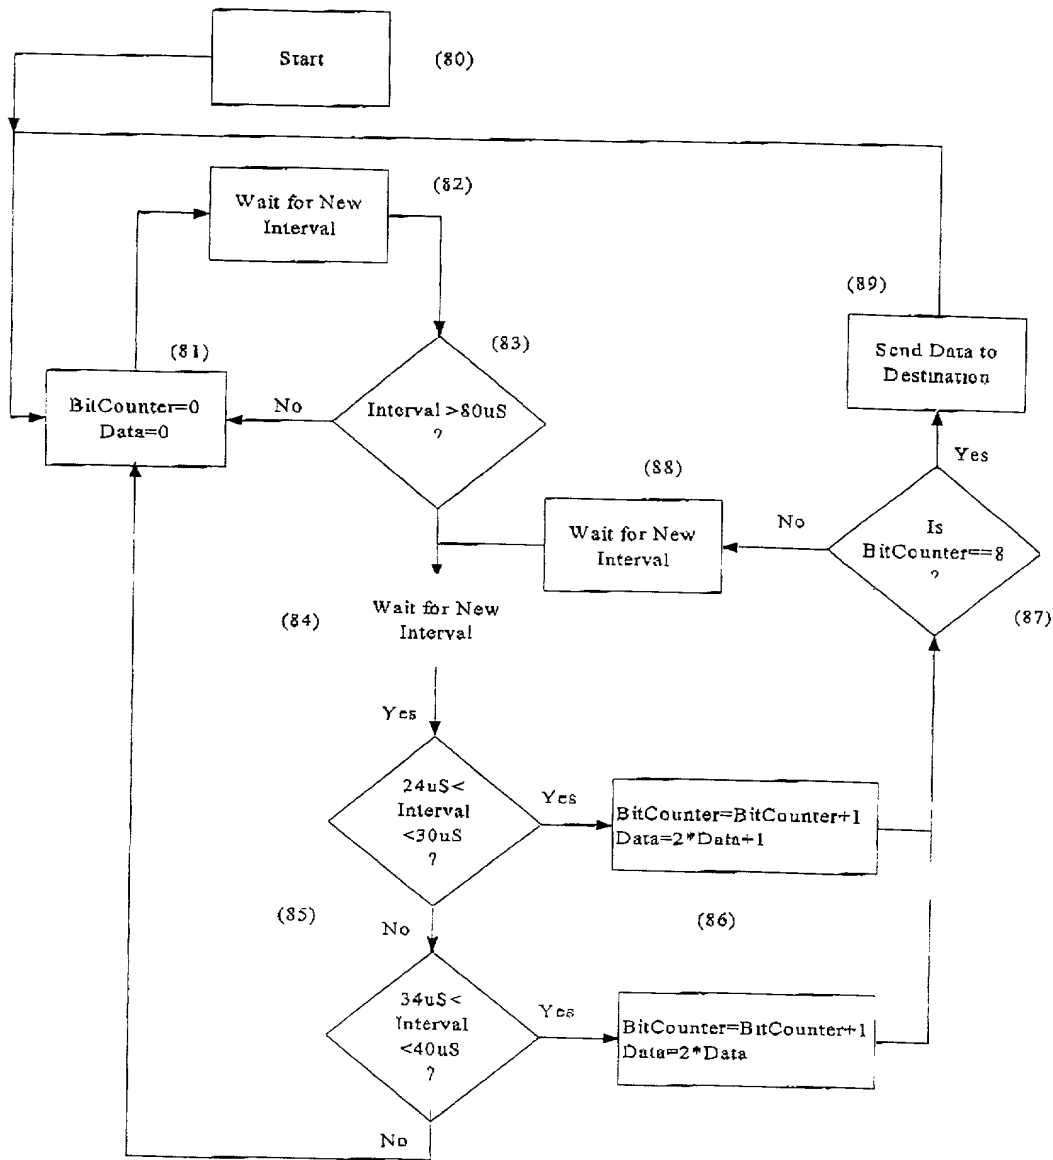 Start
(80)
Wait for New
Interval
(82)
(81)
BitCounter=0
Data=0
No
(83)
Interval >80uS
?
(89)
Send Data to
Destination
Yes
(88)
Wait for New
Interval
No
Is
BitCounter==8
?
(87)
(84)
Wait for New
Interval
Yes
24uS<
Interval
<30uS
?
Yes
BitCounter=BitCounter+1
Data=2*Data+1
(85)
No
(86)
34uS<
Interval
<40uS
?
Yes
BitCounter=BitCounter+1
Data=2*Data
No